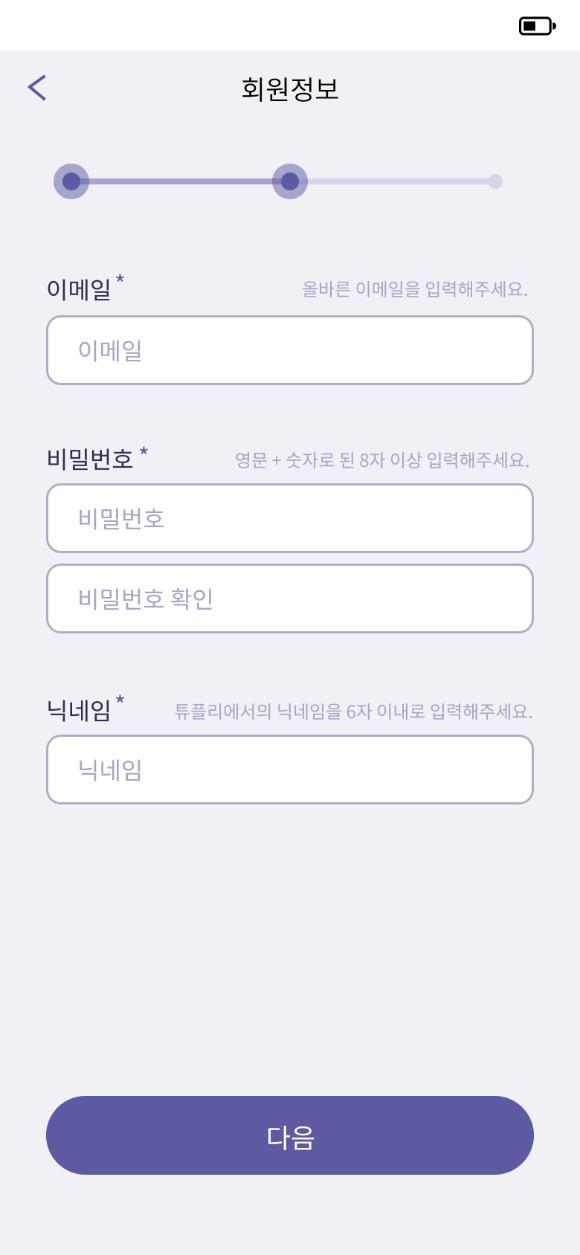 회원정보
이메일 * 올바른 이메일을 입력해주세요.
이메일
비밀번호 * 영문 + 숫자로 된 8자 이상 입력해주세요.
비밀번호
비밀번호 확인
닉네임 * 튜플리에서의 닉네임을 6자 이내로 입력해주세요.
닉네임
다음